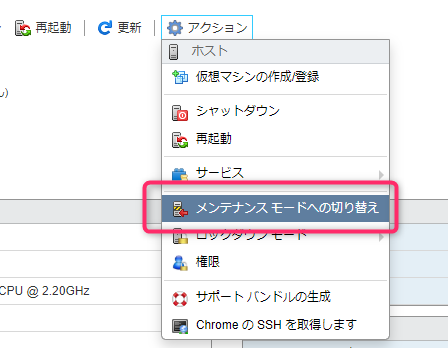 再起動 更新 アクション
ホスト
仮想マシンの作成/登録
ん)
シャットダウン
再起動
サービス
メンテナンス モードへの切り替え
ロックダウン モード
権限
CPU @ 2.20GHz
サポート バンドルの生成
Chrome の SSH を取得します